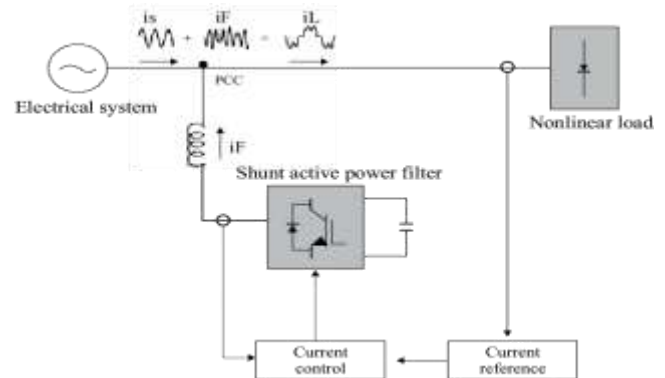 is + iF = iL
PCC
Electrical system
Nonlinear load
iF
Shunt active power filter
Current
control
Current
reference